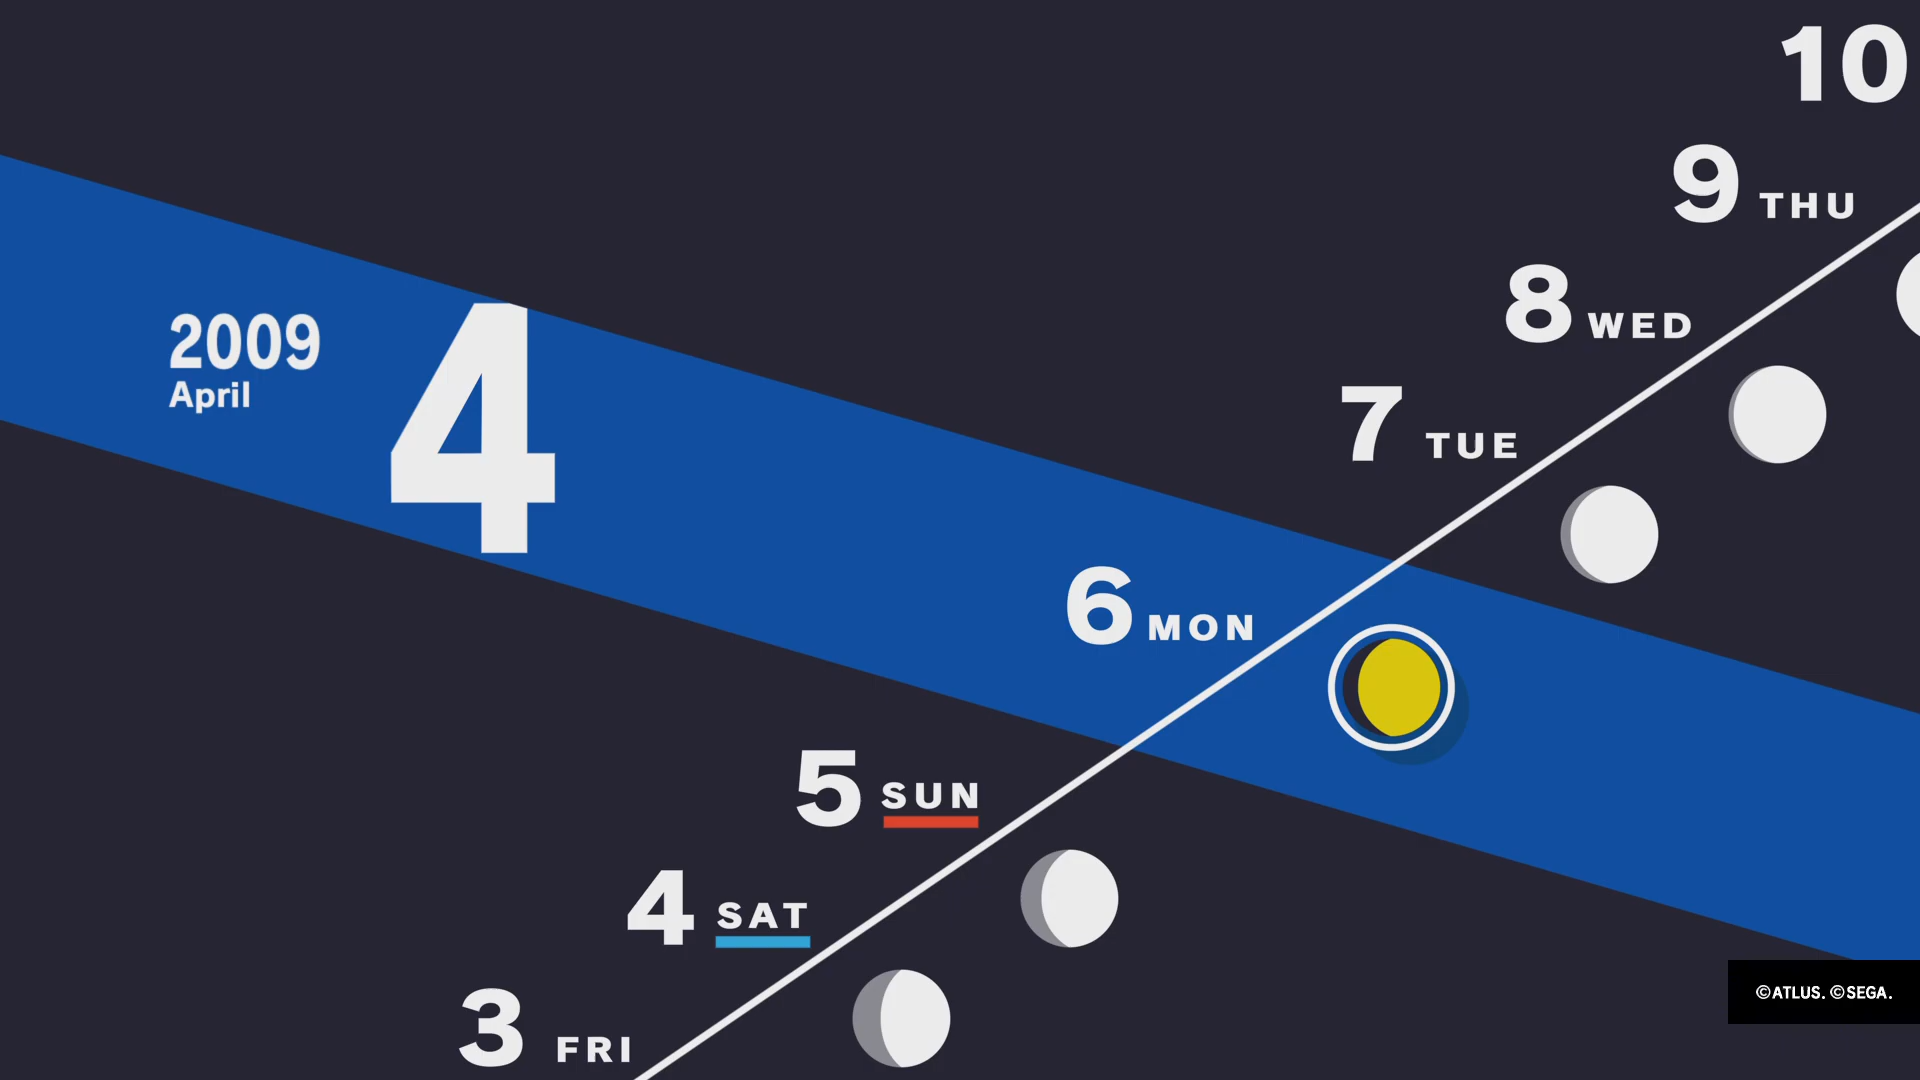 10
9 THU
8 WED
2009
April
4
7 TUE
6 MON
5 SUN
4 SAT
3 FRI
©ATLUS. ©SEGA.